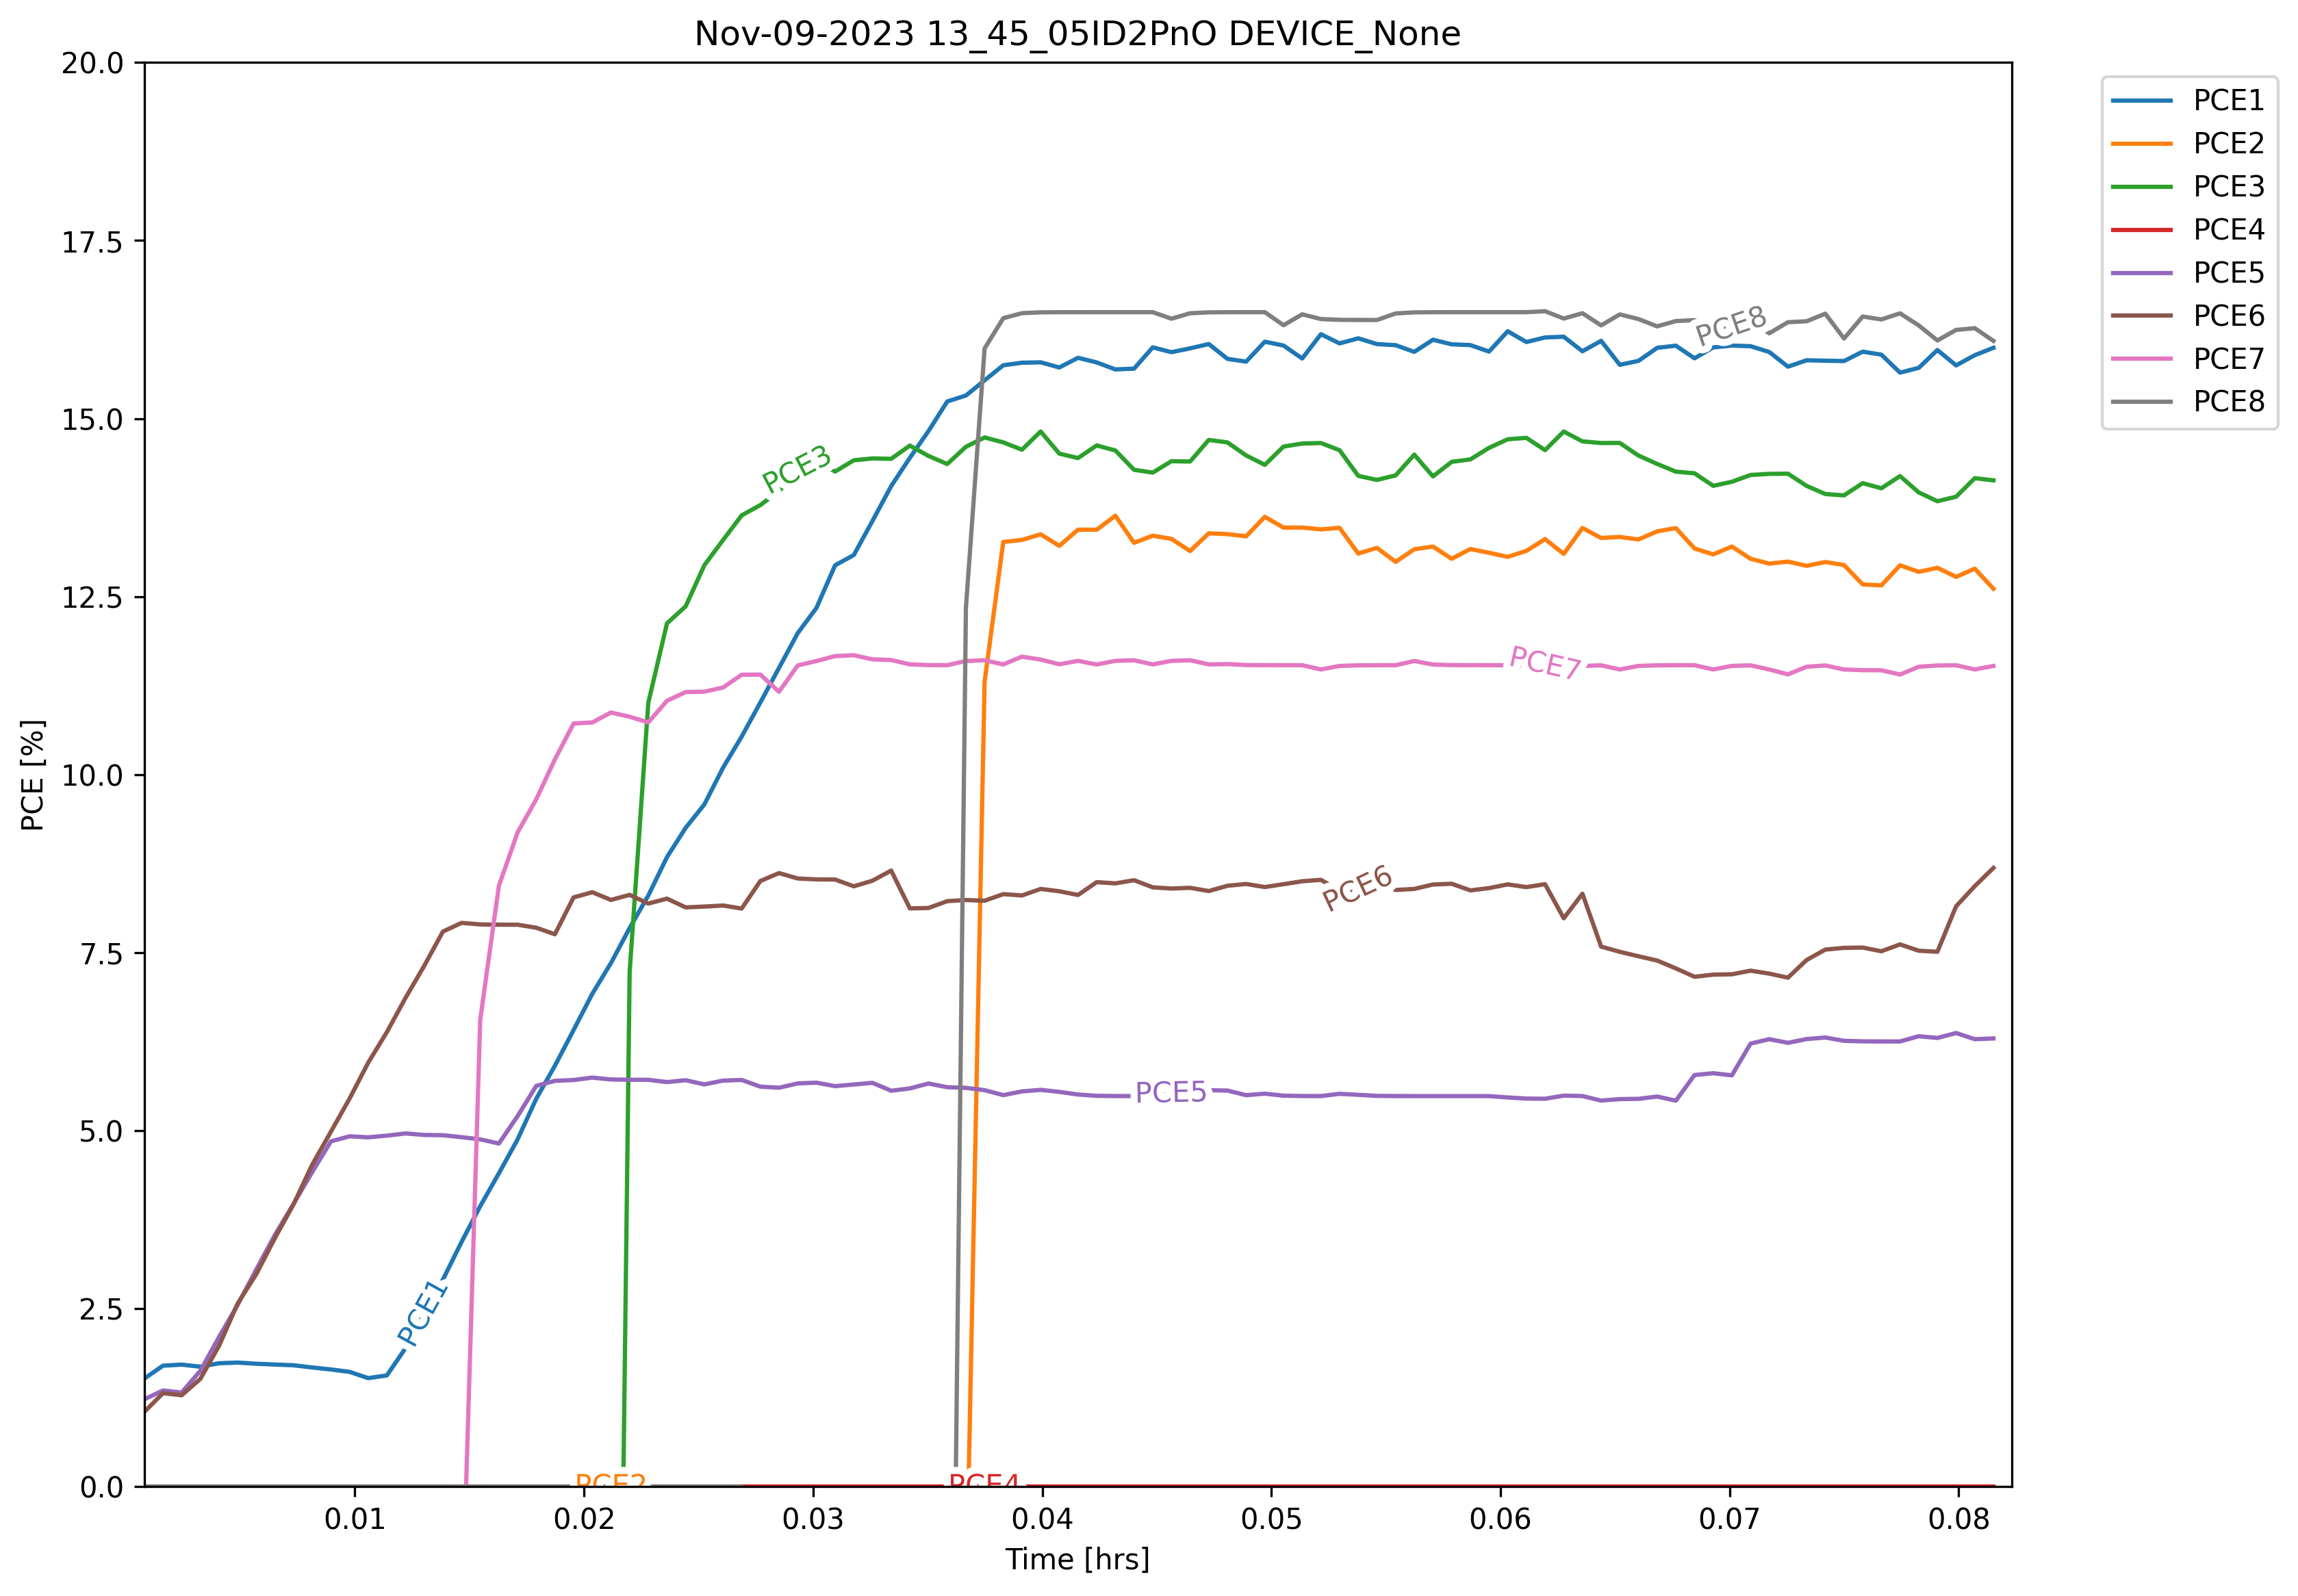 Nov-09-2023 13_45_05ID2PnO DEVICE_None
20.0
17.5
15.0
12.5
10.0
7.5
5.0
2.5
0.0
PCE [%]
PCE8
PCE3
PCE7
PCE6
PCE5
PCE1
PCE2
PCE4
0.01 0.02 0.03 0.04 0.05 0.06 0.07 0.08
Time [hrs]
PCE1
PCE2
PCE3
PCE4
PCE5
PCE6
PCE7
PCE8